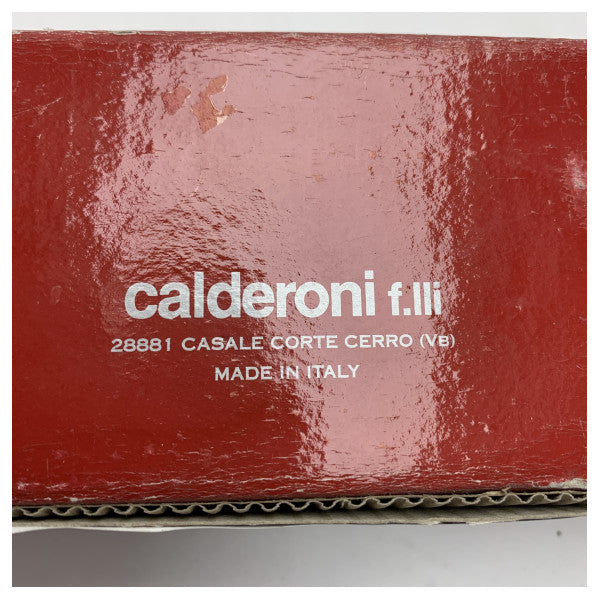 calderoni f.lli
28881 CASALE CORTE CERRO (VB)
MADE IN ITALY